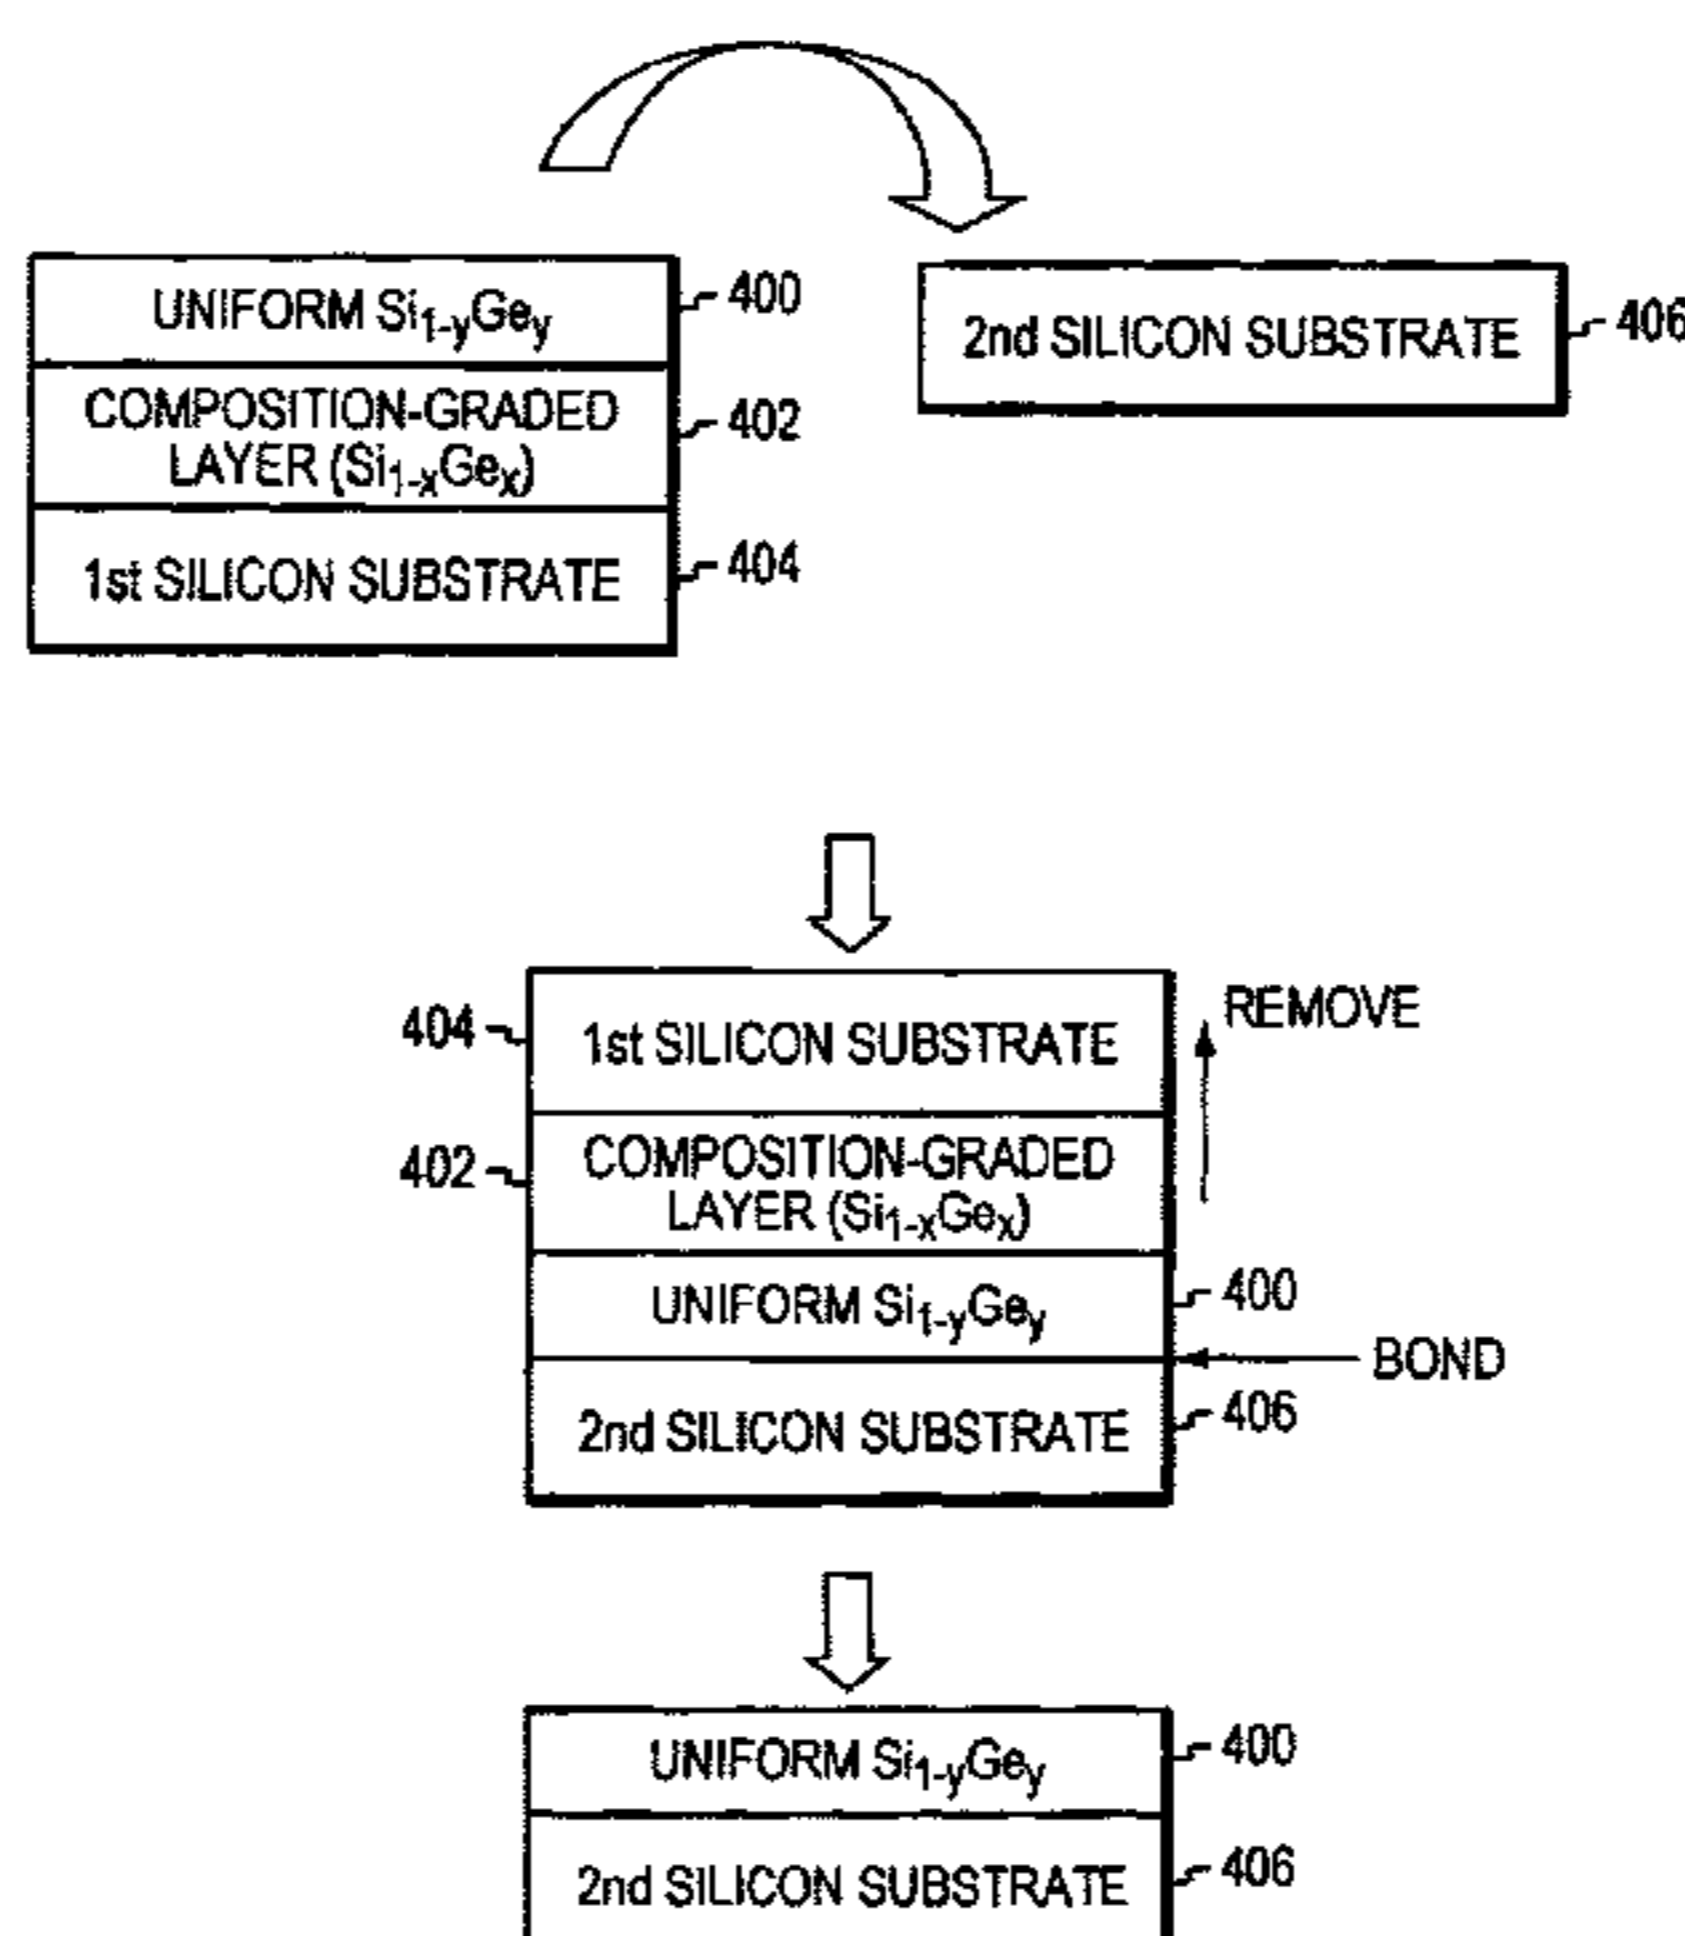 UNIFORM Si1-yGey
400
COMPOSITION-GRADED
LAYER (Si1-xGex)
402
1st SILICON SUBSTRATE
404
2nd SILICON SUBSTRATE
406
404
1st SILICON SUBSTRATE
REMOVE
402
COMPOSITION-GRADED
LAYER (Si1-xGex)
UNIFORM Si1-yGey
400
BOND
2nd SILICON SUBSTRATE
406
UNIFORM Si1-yGey
400
2nd SILICON SUBSTRATE
406